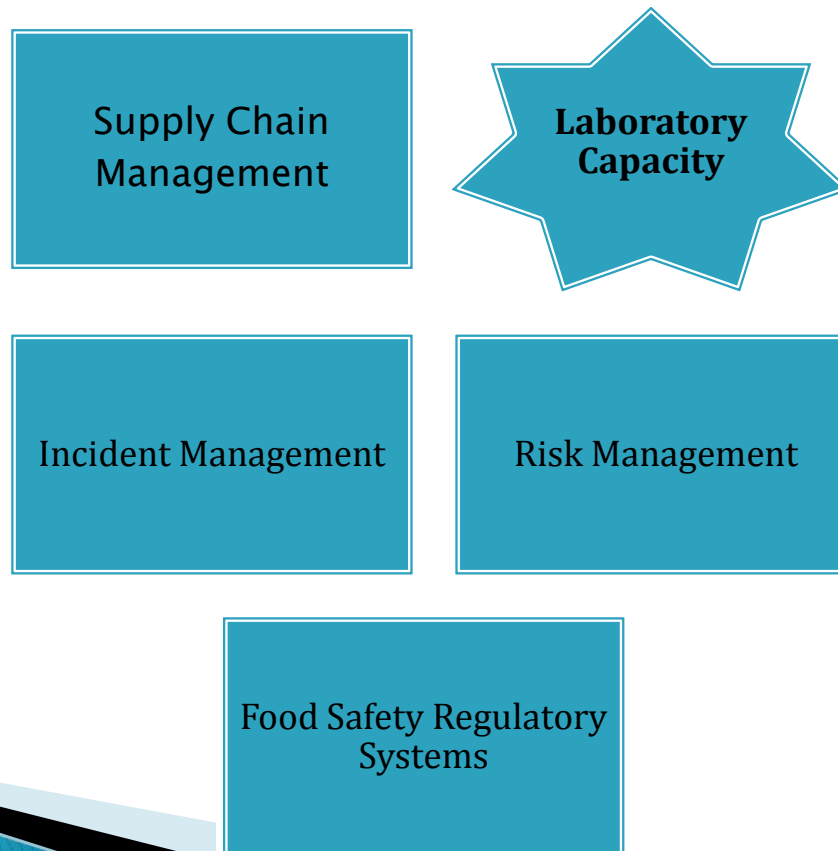 Supply Chain
Management
Laboratory
Capacity
Incident Management
Risk Management
Food Safety Regulatory
Systems